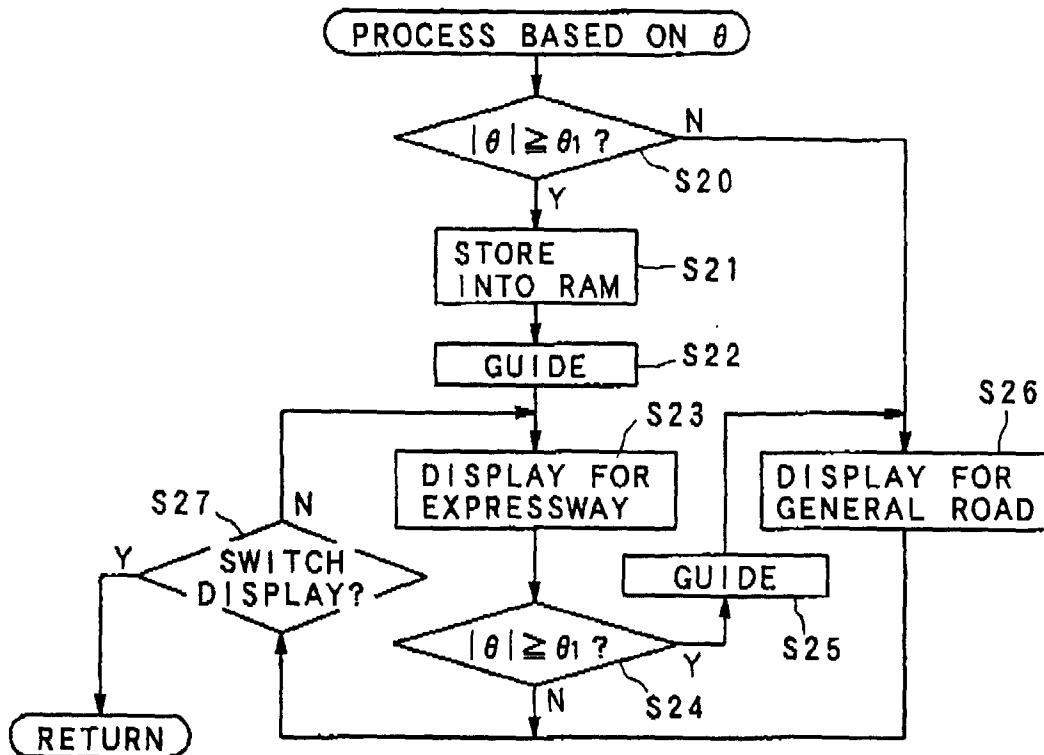 PROCESS BASED ON θ
|θ| ≧ θ1 ?
N
S20
Y
STORE
INTO RAM
S21
GUIDE
S22
S23
S26
DISPLAY FOR
EXPRESSWAY
DISPLAY FOR
GENERAL ROAD
S27
N
Y
SWITCH
DISPLAY?
GUIDE
S25
|θ| ≧ θ1 ?
Y
S24
N
RETURN